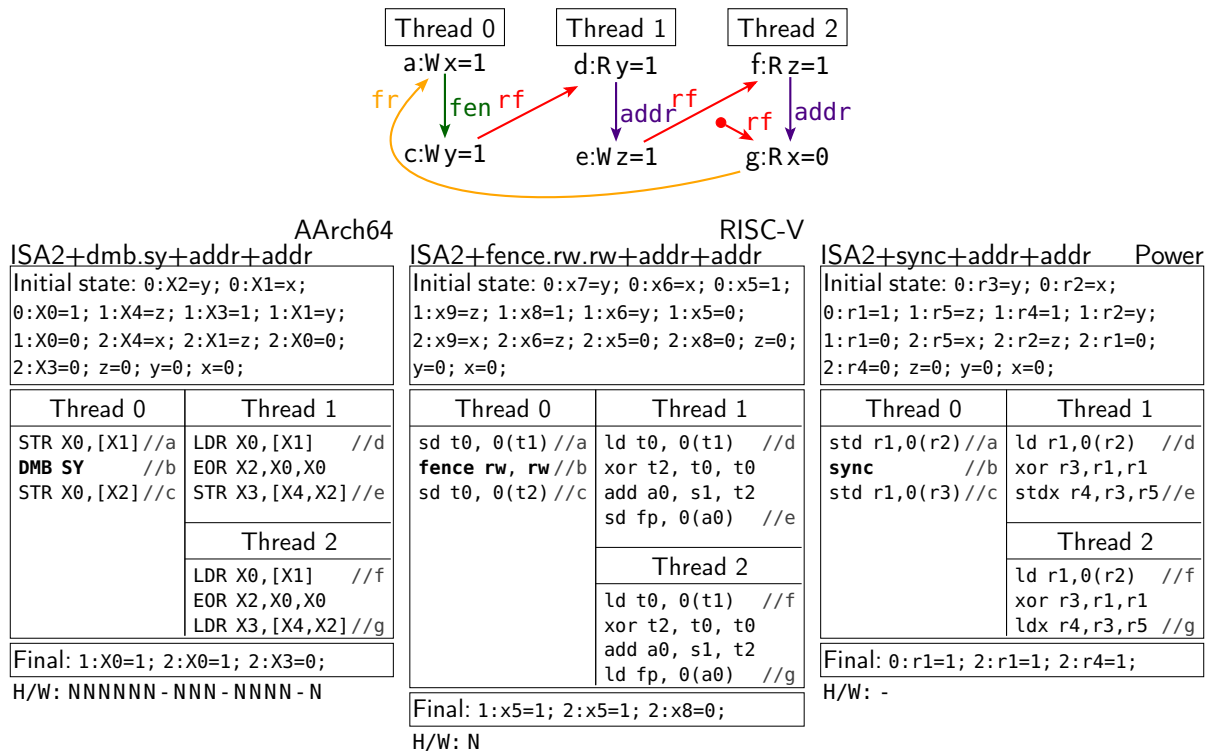 Thread 0 Thread 1 Thread 2
a:W x=1 d:R y=1 f:R z=1
fr fen rf addr rf rf addr
c:W y=1 e:W z=1 g:R x=0
AArch64
ISA2+dmb.sy+addr+addr
Initial state: 0:X2=y; 0:X1=x;
0:X0=1; 1:X4=z; 1:X3=1; 1:X1=y;
1:X0=0; 2:X4=x; 2:X1=z; 2:X0=0;
2:X3=0; z=0; y=0; x=0;
Thread 0
STR X0,[X1]//a
DMB SY //b
STR X0,[X2]//c
Thread 1
LDR X0,[X1] //d
EOR X2,X0,X0
STR X3,[X4,X2]//e
Thread 2
LDR X0,[X1] //f
EOR X2,X0,X0
LDR X3,[X4,X2]//g
Final: 1:X0=1; 2:X0=1; 2:X3=0;
H/W: NNNNNN-NNN-NNNN-N
RISC-V
ISA2+fence.rw.rw+addr+addr
Initial state: 0:x7=y; 0:x6=x; 0:x5=1;
1:x9=z; 1:x8=1; 1:x6=y; 1:x5=0;
2:x9=x; 2:x6=z; 2:x5=0; 2:x8=0; z=0;
y=0; x=0;
Thread 0
sd t0, 0(t1)//a
fence rw, rw//b
sd t0, 0(t2)//c
Thread 1
ld t0, 0(t1) //d
xor t2, t0, t0
add a0, s1, t2
sd fp, 0(a0) //e
Thread 2
ld t0, 0(t1) //f
xor t2, t0, t0
add a0, s1, t2
ld fp, 0(a0) //g
Final: 1:x5=1; 2:x5=1; 2:x8=0;
H/W: N
Power
ISA2+sync+addr+addr
Initial state: 0:r3=y; 0:r2=x;
0:r1=1; 1:r5=z; 1:r4=1; 1:r2=y;
1:r1=0; 2:r5=x; 2:r2=z; 2:r1=0;
2:r4=0; z=0; y=0; x=0;
Thread 0
std r1,0(r2)//a
sync //b
std r1,0(r3)//c
Thread 1
ld r1,0(r2) //d
xor r3,r1,r1
stdx r4,r3,r5//e
Thread 2
ld r1,0(r2) //f
xor r3,r1,r1
ldx r4,r3,r5 //g
Final: 0:r1=1; 2:r1=1; 2:r4=1;
H/W: -